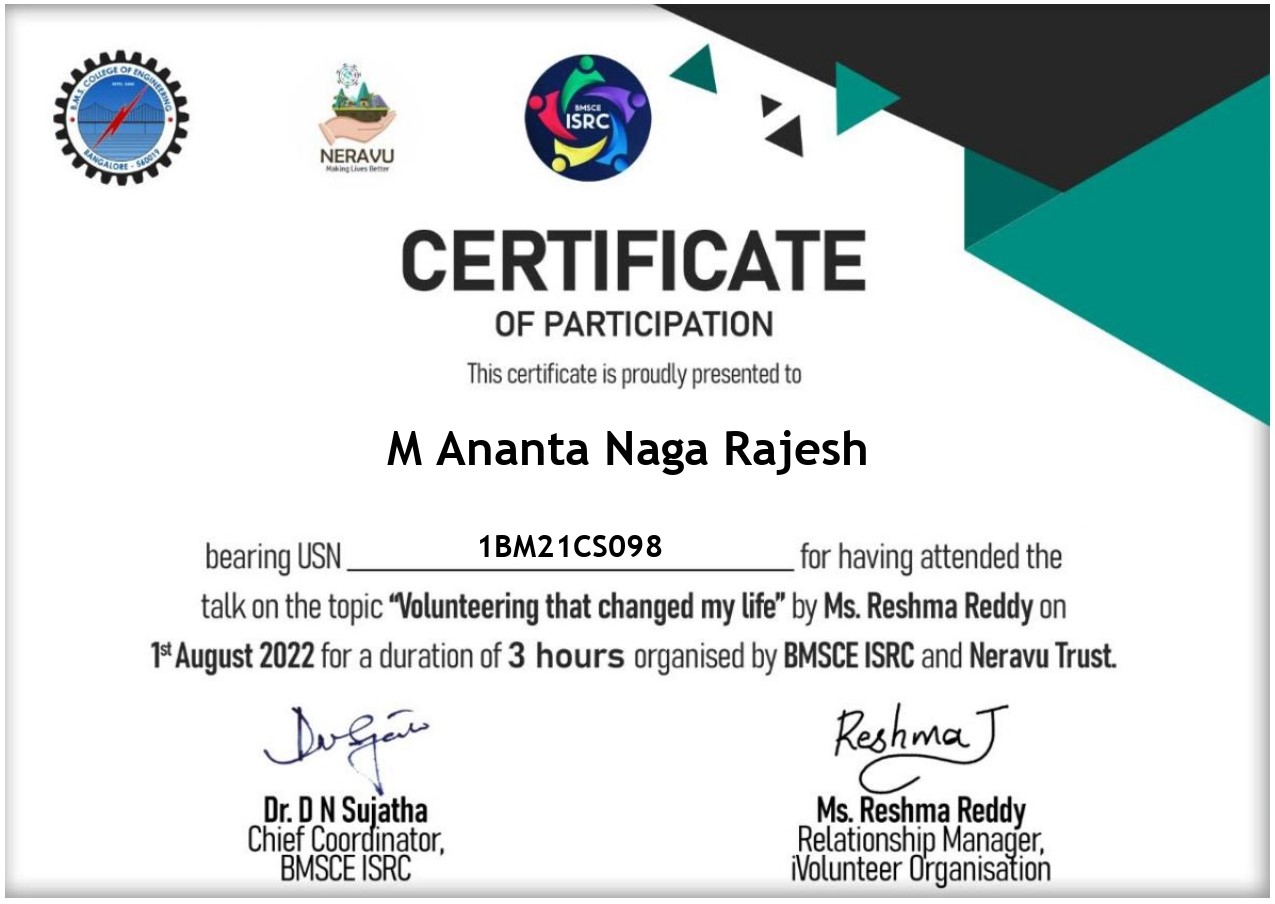 B.M.S. COLLEGE OF ENGINEERING
BANGALORE - 560019
NERAVU
Making Lives Better
BMSCE
ISRC
CERTIFICATE
OF PARTICIPATION
This certificate is proudly presented to
M Ananta Naga Rajesh
bearing USN 1BM21CS098 for having attended the
talk on the topic “Volunteering that changed my life” by Ms. Reshma Reddy on
1st August 2022 for a duration of 3 hours organised by BMSCE ISRC and Neravu Trust.
Reshma J
Dr. D N Sujatha
Chief Coordinator,
BMSCE ISRC
Ms. Reshma Reddy
Relationship Manager,
iVolunteer Organisation